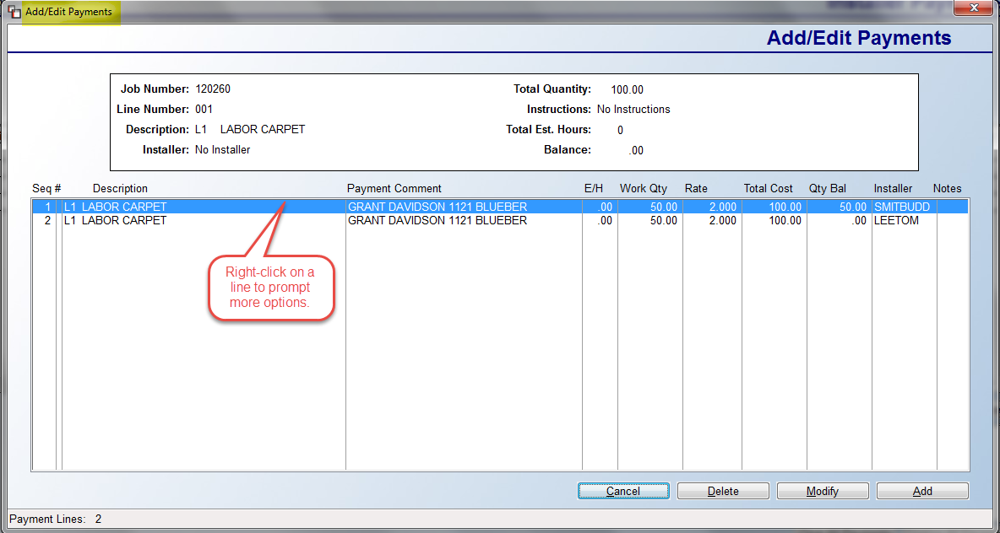 Add/Edit Payments
Add/Edit Payments
Job Number: 120260 Total Quantity: 100.00
Line Number: 001 Instructions: No Instructions
Description: L1 LABOR CARPET Total Est. Hours: 0
Installer: No Installer Balance: .00
Seq # Description Payment Comment E/H Work Qty Rate Total Cost Qty Bal Installer Notes
1 L1 LABOR CARPET GRANT DAVIDSON 1121 BLUEBER .00 50.00 2.000 100.00 50.00 SMITBUDD
2 L1 LABOR CARPET GRANT DAVIDSON 1121 BLUEBER .00 50.00 2.000 100.00 .00 LEETOM
Right-click on a
line to prompt
more options.
Cancel Delete Modify Add
Payment Lines: 2